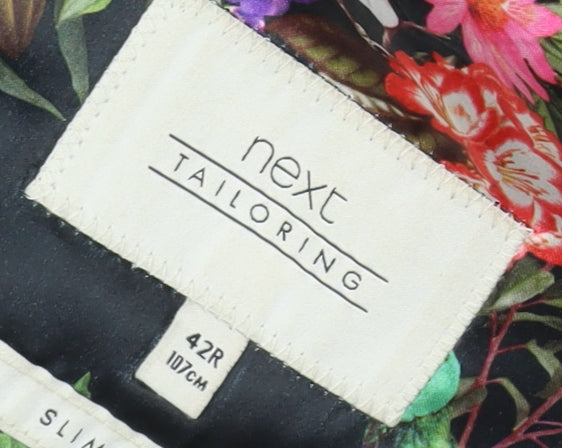 next
TAILORING
42R
107CM
SLIM